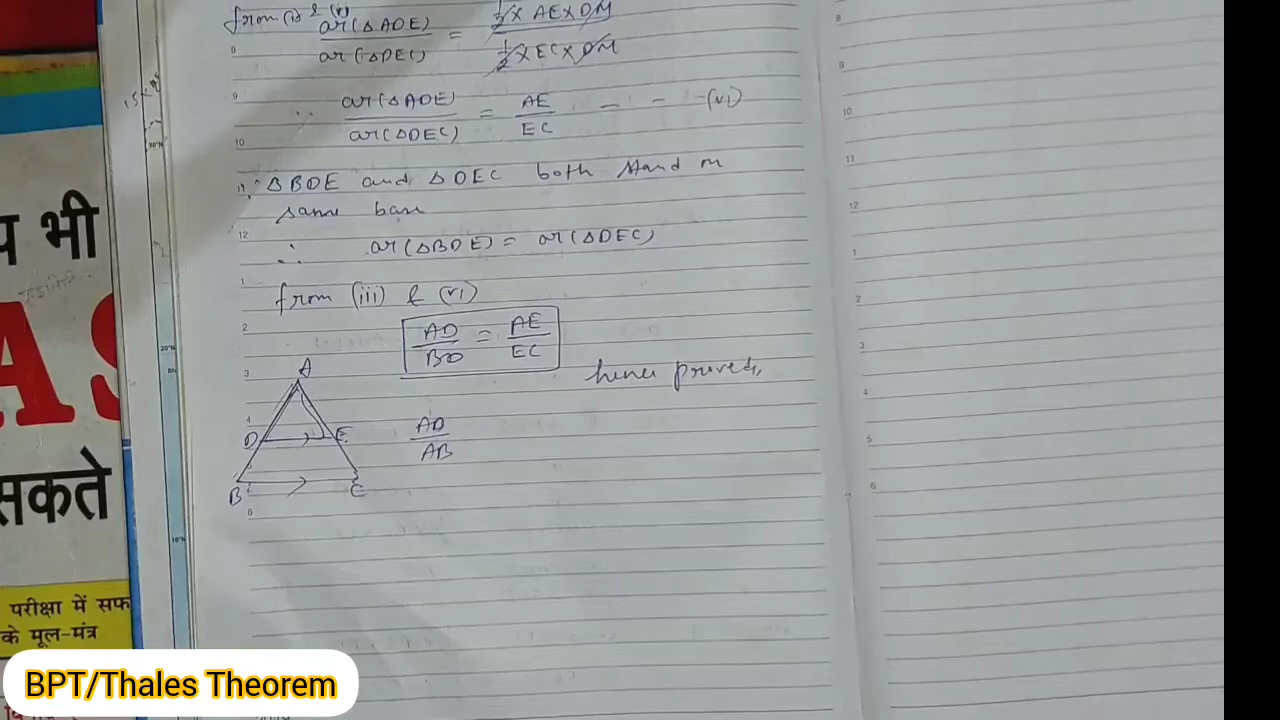 ar(△ADE) / ar(△DEC) = ½ × AE × DM / ½ × EC × DM
∵ ar(△ADE) / ar(△DEC) = AE / EC - - -(vi)
∵ △BDE and △DEC both stand on
same base
∴ ar(△BDE) = ar(△DEC)
from (iii) & (vi)
AD / BD = AE / EC
hence proved,
A
D E
B C
AD / AB
भी
AS
सकते
परीक्षा में सफ
के मूल-मंत्र
BPT/Thales Theorem